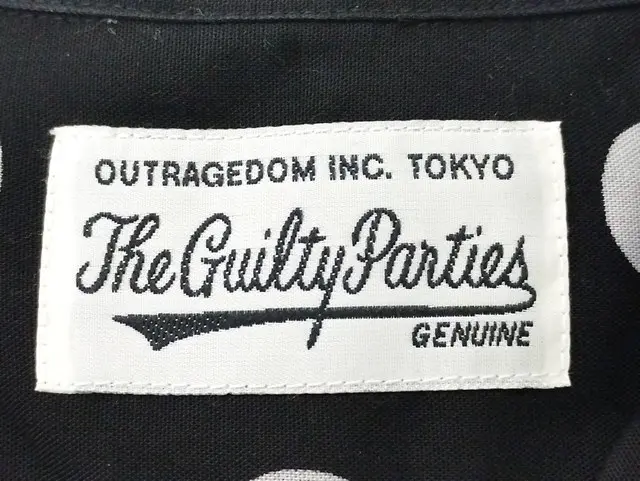 OUTRAGEDOM INC. TOKYO
The Guilty Parties
GENUINE